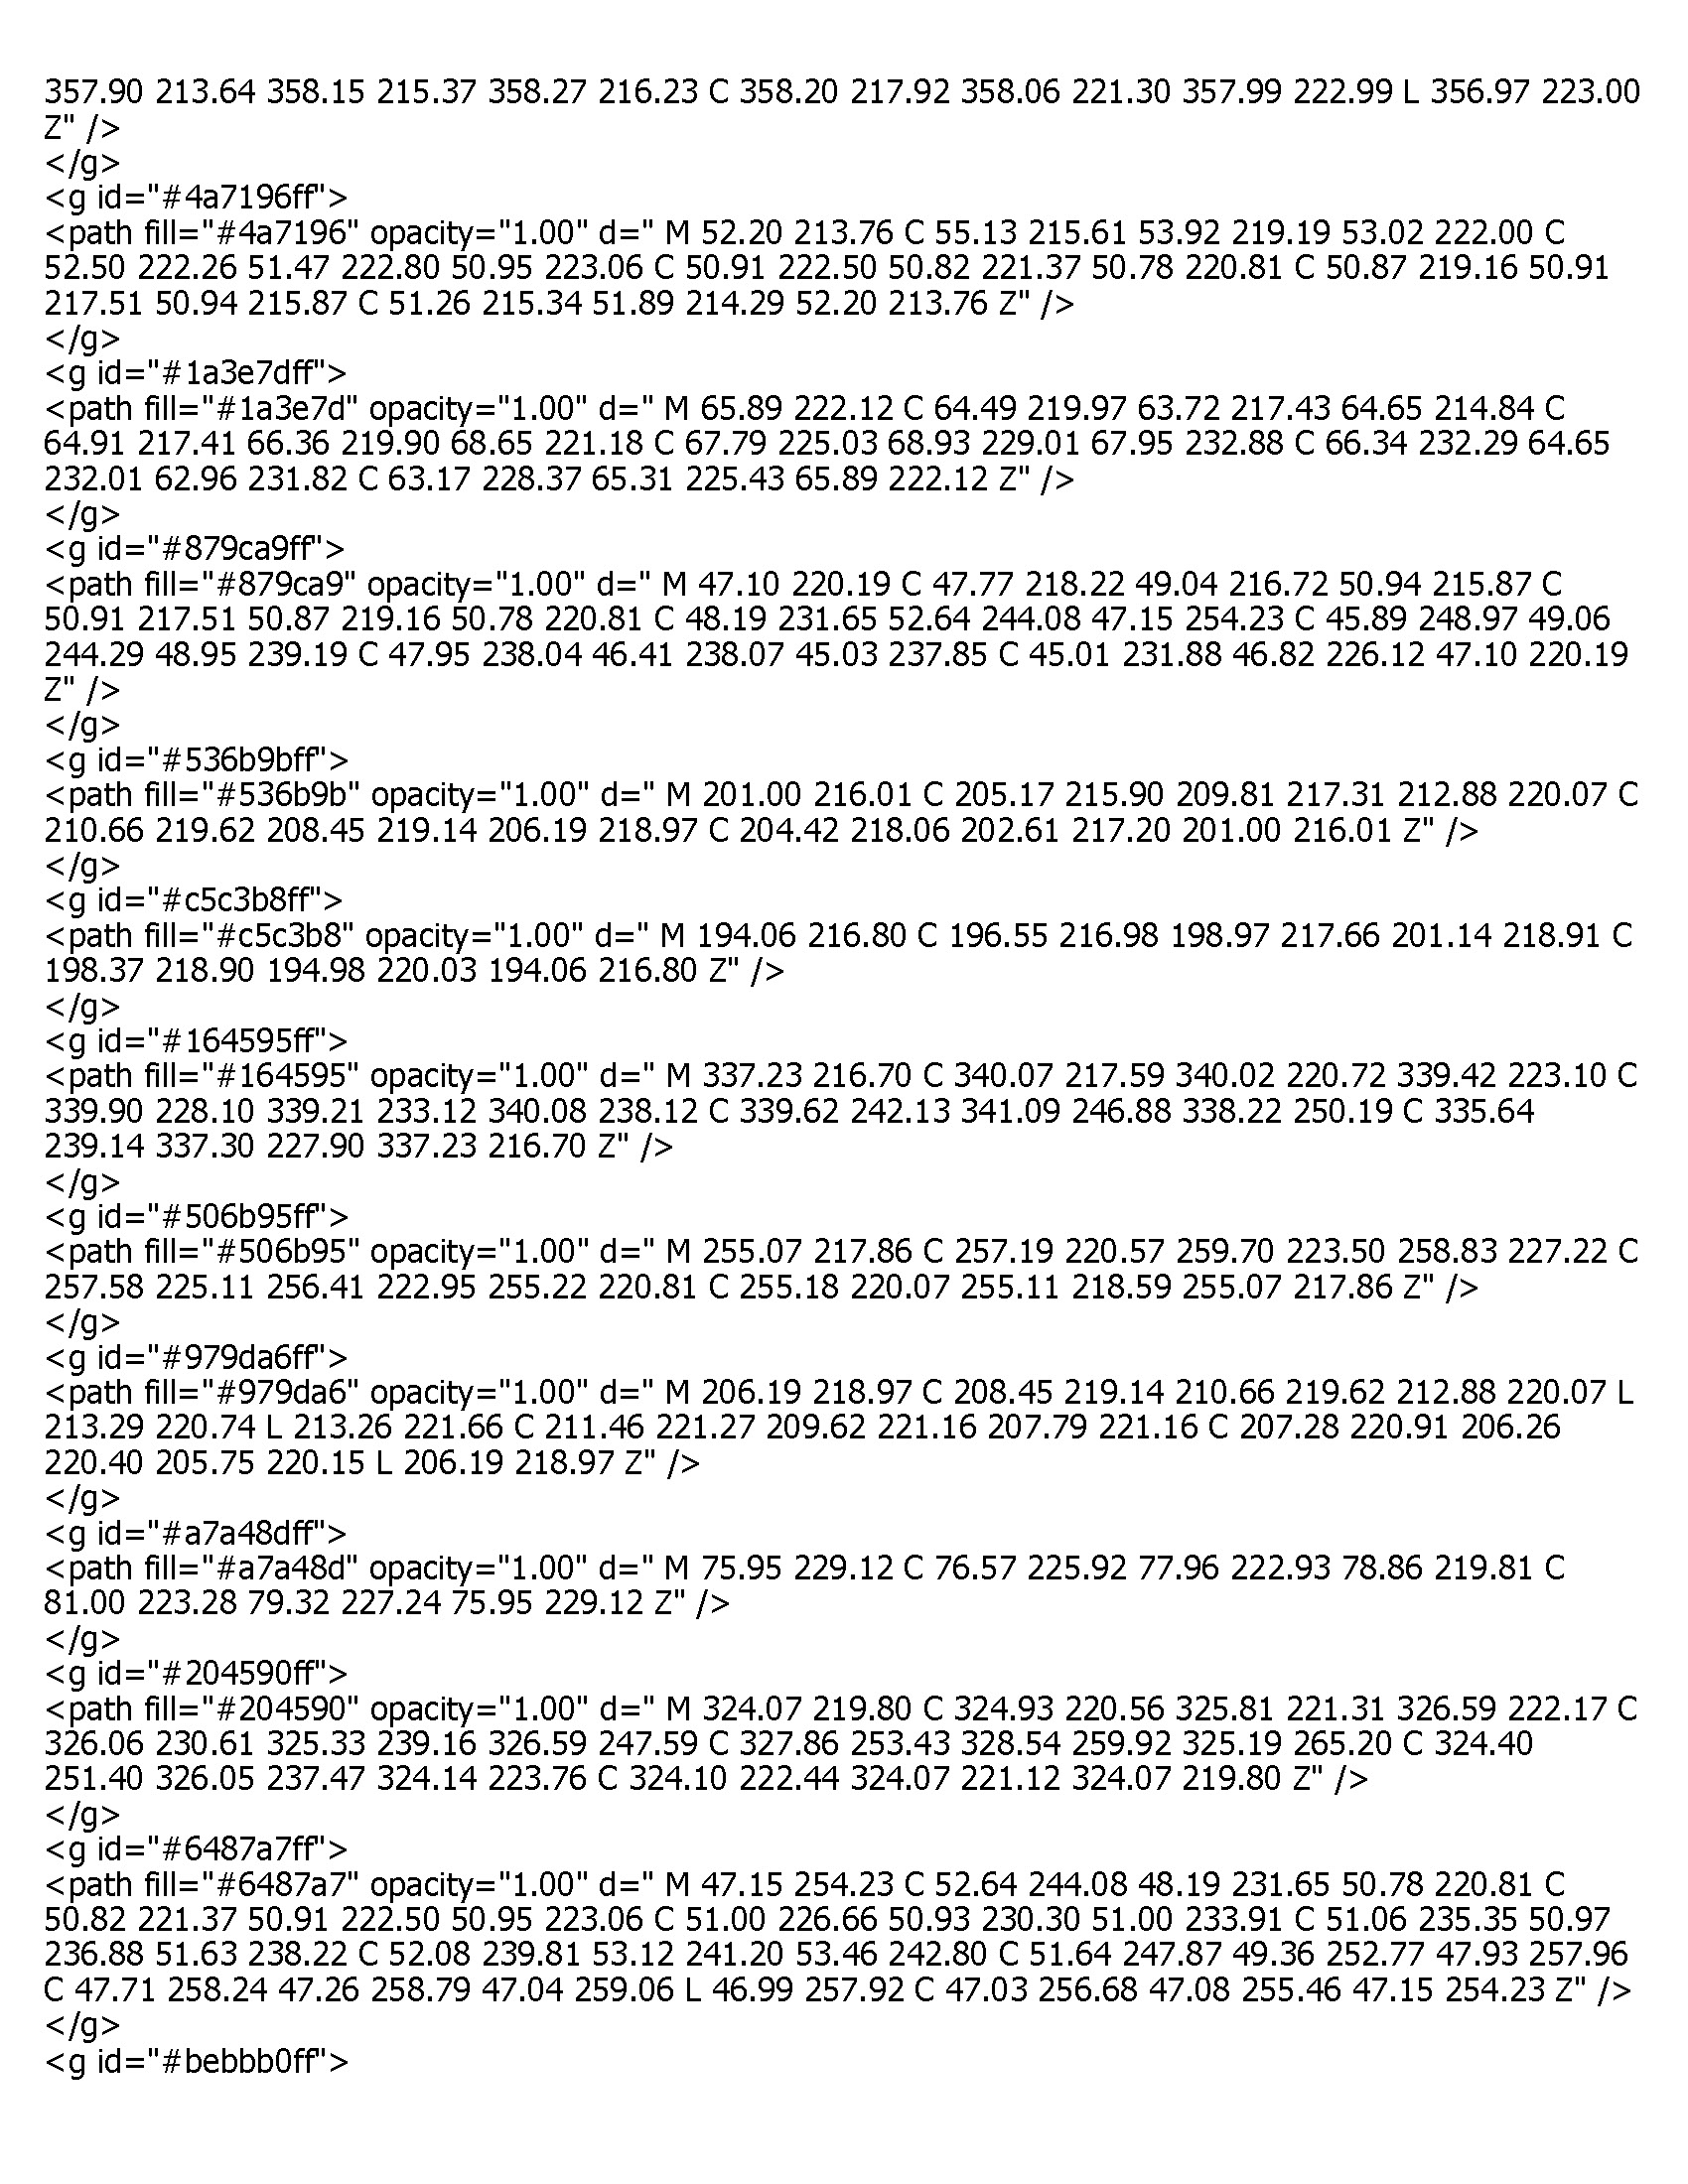 357.90 213.64 358.15 215.37 358.27 216.23 C 358.20 217.92 358.06 221.30 357.99 222.99 L 356.97 223.00
Z" />
</g>
<g id="#4a7196ff">
<path fill="#4a7196" opacity="1.00" d=" M 52.20 213.76 C 55.13 215.61 53.92 219.19 53.02 222.00 C
52.50 222.26 51.47 222.80 50.95 223.06 C 50.91 222.50 50.82 221.37 50.78 220.81 C 50.87 219.16 50.91
217.51 50.94 215.87 C 51.26 215.34 51.89 214.29 52.20 213.76 Z" />
</g>
<g id="#1a3e7dff">
<path fill="#1a3e7d" opacity="1.00" d=" M 65.89 222.12 C 64.49 219.97 63.72 217.43 64.65 214.84 C
64.91 217.41 66.36 219.90 68.65 221.18 C 67.79 225.03 68.93 229.01 67.95 232.88 C 66.34 232.29 64.65
232.01 62.96 231.82 C 63.17 228.37 65.31 225.43 65.89 222.12 Z" />
</g>
<g id="#879ca9ff">
<path fill="#879ca9" opacity="1.00" d=" M 47.10 220.19 C 47.77 218.22 49.04 216.72 50.94 215.87 C
50.91 217.51 50.87 219.16 50.78 220.81 C 48.19 231.65 52.64 244.08 47.15 254.23 C 45.89 248.97 49.06
244.29 48.95 239.19 C 47.95 238.04 46.41 238.07 45.03 237.85 C 45.01 231.88 46.82 226.12 47.10 220.19
Z" />
</g>
<g id="#536b9bff">
<path fill="#536b9b" opacity="1.00" d=" M 201.00 216.01 C 205.17 215.90 209.81 217.31 212.88 220.07 C
210.66 219.62 208.45 219.14 206.19 218.97 C 204.42 218.06 202.61 217.20 201.00 216.01 Z" />
</g>
<g id="#c5c3b8ff">
<path fill="#c5c3b8" opacity="1.00" d=" M 194.06 216.80 C 196.55 216.98 198.97 217.66 201.14 218.91 C
198.37 218.90 194.98 220.03 194.06 216.80 Z" />
</g>
<g id="#164595ff">
<path fill="#164595" opacity="1.00" d=" M 337.23 216.70 C 340.07 217.59 340.02 220.72 339.42 223.10 C
339.90 228.10 339.21 233.12 340.08 238.12 C 339.62 242.13 341.09 246.88 338.22 250.19 C 335.64
239.14 337.30 227.90 337.23 216.70 Z" />
</g>
<g id="#506b95ff">
<path fill="#506b95" opacity="1.00" d=" M 255.07 217.86 C 257.19 220.57 259.70 223.50 258.83 227.22 C
257.58 225.11 256.41 222.95 255.22 220.81 C 255.18 220.07 255.11 218.59 255.07 217.86 Z" />
</g>
<g id="#979da6ff">
<path fill="#979da6" opacity="1.00" d=" M 206.19 218.97 C 208.45 219.14 210.66 219.62 212.88 220.07 L
213.29 220.74 L 213.26 221.66 C 211.46 221.27 209.62 221.16 207.79 221.16 C 207.28 220.91 206.26
220.40 205.75 220.15 L 206.19 218.97 Z" />
</g>
<g id="#a7a48dff">
<path fill="#a7a48d" opacity="1.00" d=" M 75.95 229.12 C 76.57 225.92 77.96 222.93 78.86 219.81 C
81.00 223.28 79.32 227.24 75.95 229.12 Z" />
</g>
<g id="#204590ff">
<path fill="#204590" opacity="1.00" d=" M 324.07 219.80 C 324.93 220.56 325.81 221.31 326.59 222.17 C
326.06 230.61 325.33 239.16 326.59 247.59 C 327.86 253.43 328.54 259.92 325.19 265.20 C 324.40
251.40 326.05 237.47 324.14 223.76 C 324.10 222.44 324.07 221.12 324.07 219.80 Z" />
</g>
<g id="#6487a7ff">
<path fill="#6487a7" opacity="1.00" d=" M 47.15 254.23 C 52.64 244.08 48.19 231.65 50.78 220.81 C
50.82 221.37 50.91 222.50 50.95 223.06 C 51.00 226.66 50.93 230.30 51.00 233.91 C 51.06 235.35 50.97
236.88 51.63 238.22 C 52.08 239.81 53.12 241.20 53.46 242.80 C 51.64 247.87 49.36 252.77 47.93 257.96
C 47.71 258.24 47.26 258.79 47.04 259.06 L 46.99 257.92 C 47.03 256.68 47.08 255.46 47.15 254.23 Z" />
</g>
<g id="#bebbb0ff">